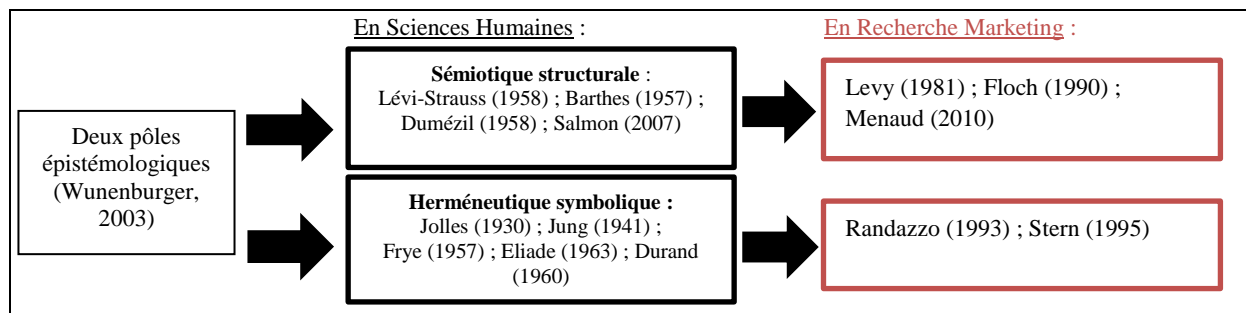 En Sciences Humaines :
En Recherche Marketing :
Deux pôles
épistémologiques
(Wunenburger,
2003)
Sémiotique structurale :
Lévi-Strauss (1958) ; Barthes (1957) ;
Dumézil (1958) ; Salmon (2007)
Levy (1981) ; Floch (1990) ;
Menaud (2010)
Herméneutique symbolique :
Jolles (1930) ; Jung (1941) ;
Frye (1957) ; Eliade (1963) ; Durand
(1960)
Randazzo (1993) ; Stern (1995)